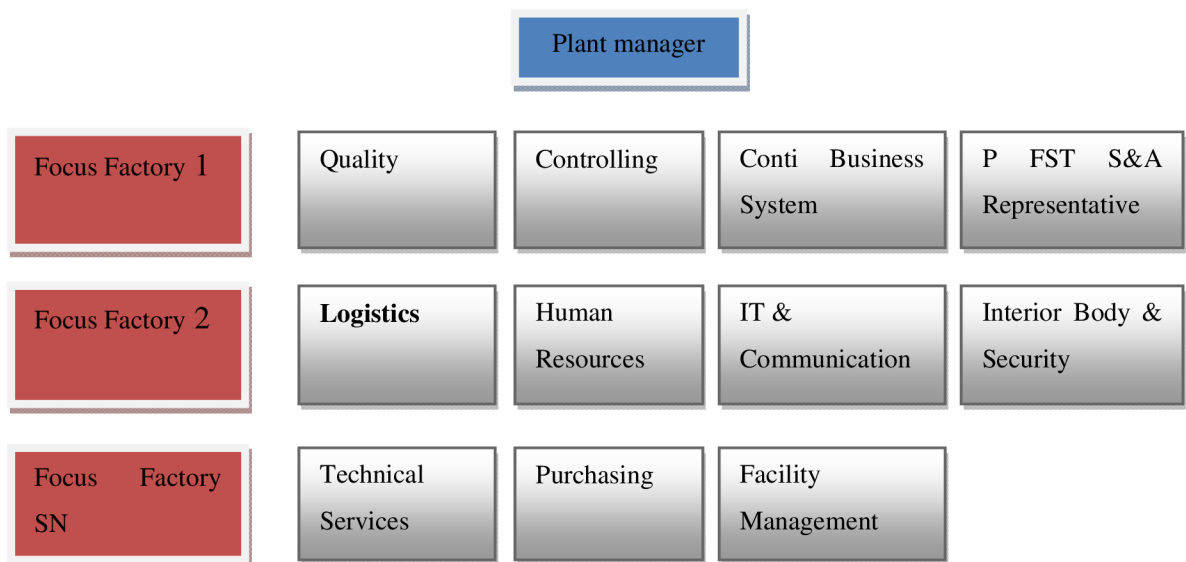 Plant manager
Focus Factory 1
Quality
Controlling
Conti Business
System
P FST S&A
Representative
Focus Factory 2
Logistics
Human
Resources
IT &
Communication
Interior Body &
Security
Focus Factory
SN
Technical
Services
Purchasing
Facility
Management